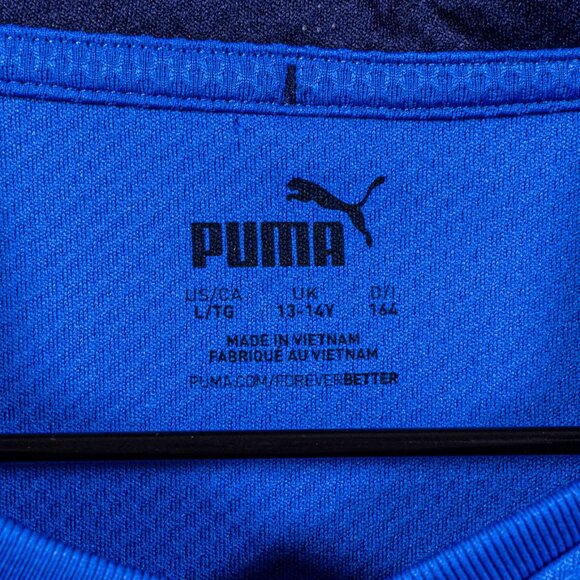 PUMA
US/CA UK D/I
L/TG 13-14Y 164
MADE IN VIETNAM
FABRIQUÉ AU VIETNAM
PUMA.COM/FOREVERBETTER